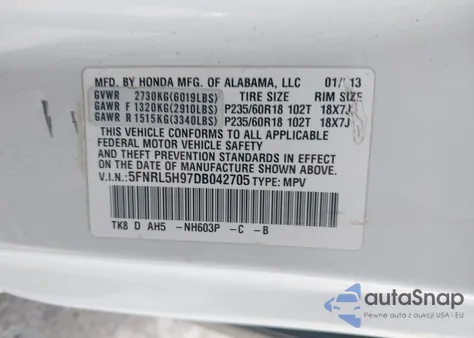 MFD. BY HONDA MFG. OF ALABAMA, LLC 01/13
GVWR 2730KG(6019LBS) TIRE SIZE RIM SIZE
GAWR F 1320KG(2910LBS) P235/60R18 102T 18X7J
GAWR R 1515KG(3340LBS) P235/60R18 102T 18X7J
THIS VEHICLE CONFORMS TO ALL APPLICABLE
FEDERAL MOTOR VEHICLE SAFETY
AND THEFT PREVENTION STANDARDS IN EFFECT
ON THE DATE OF MANUFACTURE SHOWN ABOVE.
V.I.N.:5FNRL5H97DB042705 TYPE: MPV
TK8 D AH5 -NH603P -C -B
autoSnap
Pewne auta z aukcji USA i EU